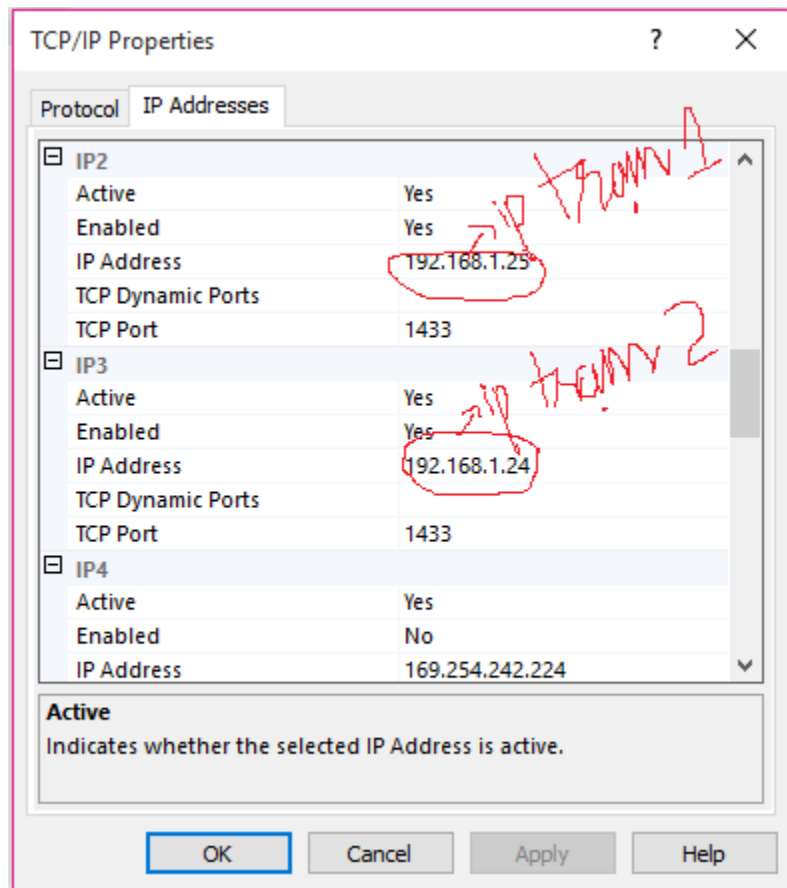 TCP/IP Properties ? X
Protocol IP Addresses
IP2
Active Yes
Enabled Yes
IP Address 192.168.1.25
ip trạm 1
TCP Dynamic Ports
TCP Port 1433
IP3
Active Yes
Enabled Yes
ip trạm 2
IP Address 192.168.1.24
TCP Dynamic Ports
TCP Port 1433
IP4
Active Yes
Enabled No
IP Address 169.254.242.224
Active
Indicates whether the selected IP Address is active.
OK Cancel Apply Help